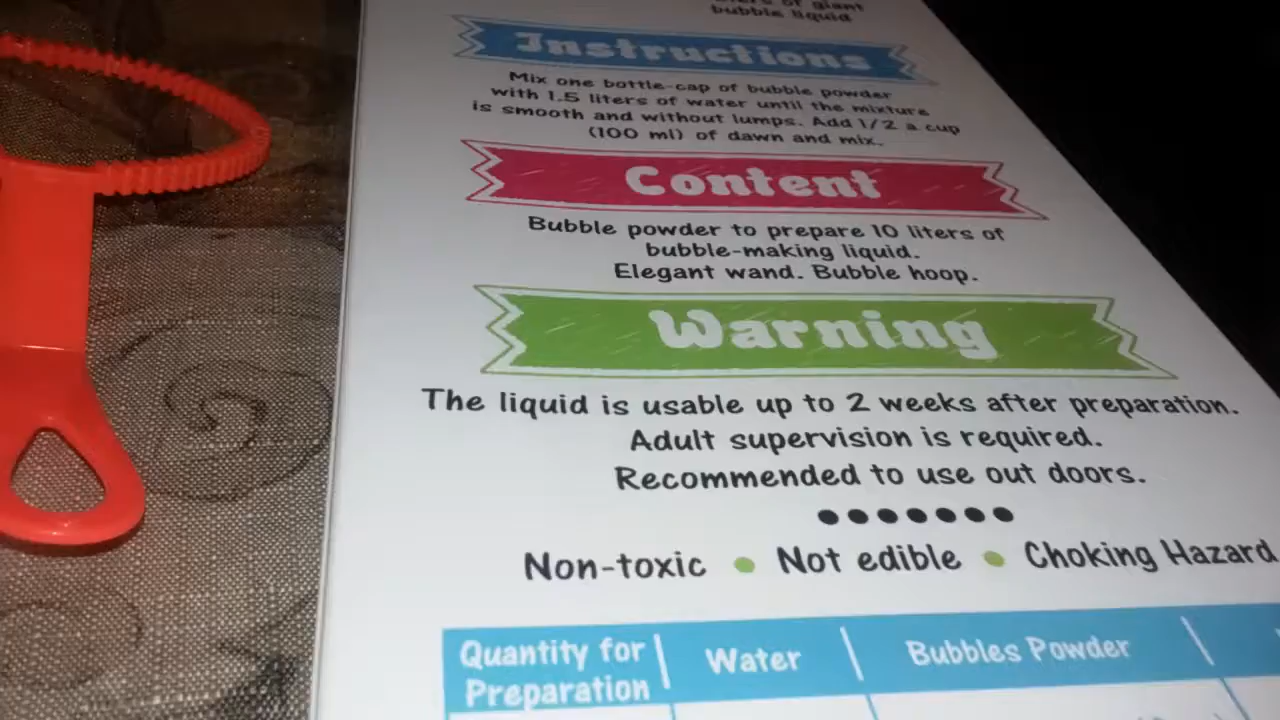 of giant
bubble liquid
Instructions
Mix one bottle-cap of bubble powder
with 1.5 liters of water until the mixture
is smooth and without lumps. Add 1/2 a cup
(100 ml) of dawn and mix.
Content
Bubble powder to prepare 10 liters of
bubble-making liquid.
Elegant wand. Bubble hoop.
Warning
The liquid is usable up to 2 weeks after preparation.
Adult supervision is required.
Recommended to use out doors.
Non-toxic • Not edible • Choking Hazard
Quantity for Preparation | Water | Bubbles Powder